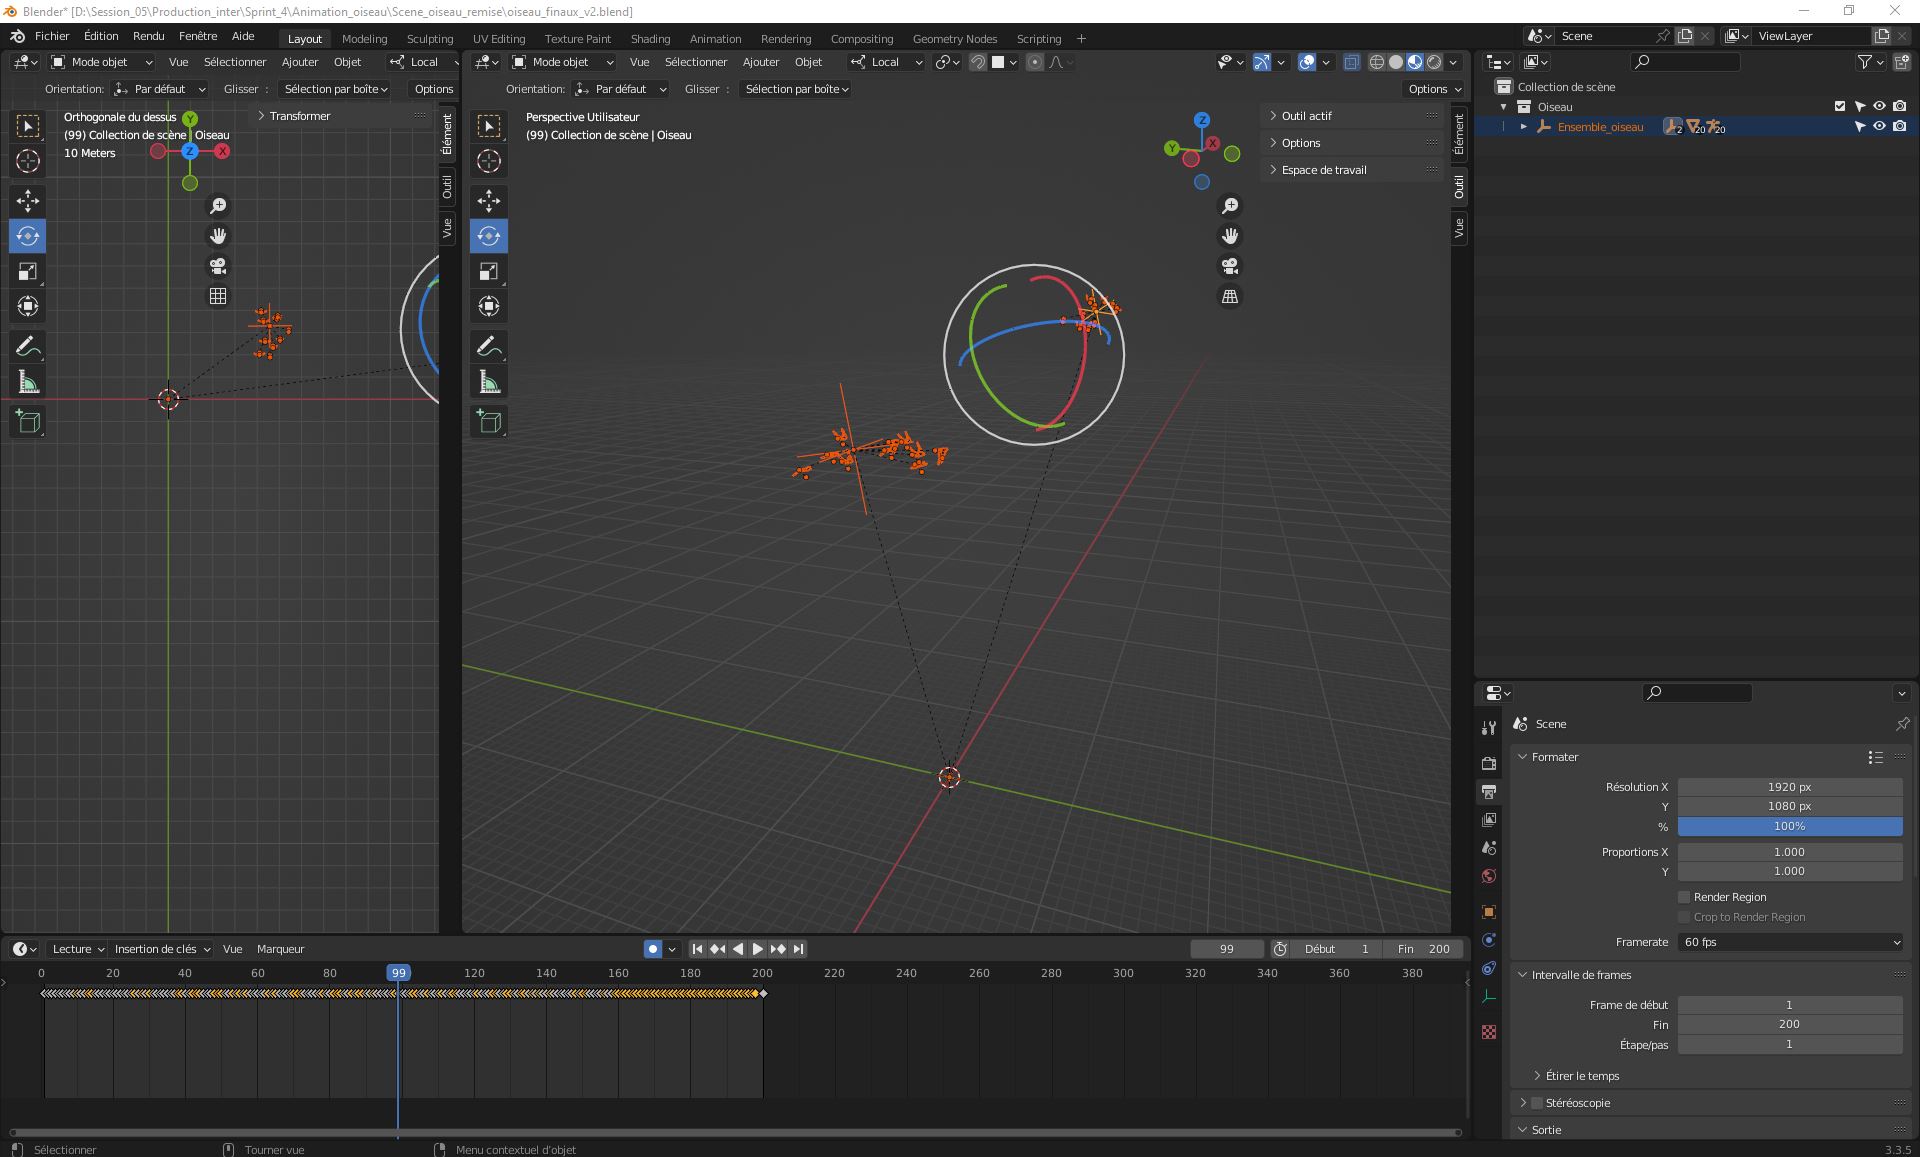 Blender* [D:\Session_05\Production_inter\Sprint_4\Animation_oiseau\Scene_oiseau_remise\oiseau_finaux_v2.blend]
Fichier Édition Rendu Fenêtre Aide Layout Modeling Sculpting UV Editing Texture Paint Shading Animation Rendering Compositing Geometry Nodes Scripting + Scene ViewLayer
Mode objet Vue Sélectionner Ajouter Objet Local
Orientation: Par défaut Glisser : Sélection par boîte Options
Orthogonale du dessus
(99) Collection de scène | Oiseau
10 Meters
Y
Z
X
Transformer
Élément
Outil
Vue
Mode objet Vue Sélectionner Ajouter Objet Local
Orientation: Par défaut Glisser : Sélection par boîte Options
Perspective Utilisateur
(99) Collection de scène | Oiseau
Z
Y
X
Outil actif
Options
Espace de travail
Élément
Outil
Vue
Collection de scène
Oiseau
Ensemble_oiseau 2 20 20
Scene
Formater
Résolution X 1920 px
Y 1080 px
% 100%
Proportions X 1.000
Y 1.000
Render Region
Crop to Render Region
Framerate 60 fps
Intervalle de frames
Frame de début 1
Fin 200
Étape/pas 1
Étirer le temps
Stéréoscopie
Sortie
Lecture Insertion de clés Vue Marqueur 99 Début 1 Fin 200
0 20 40 60 80 99 120 140 160 180 200 220 240 260 280 300 320 340 360 380
Sélectionner Tourner vue Menu contextuel d'objet 3.3.5